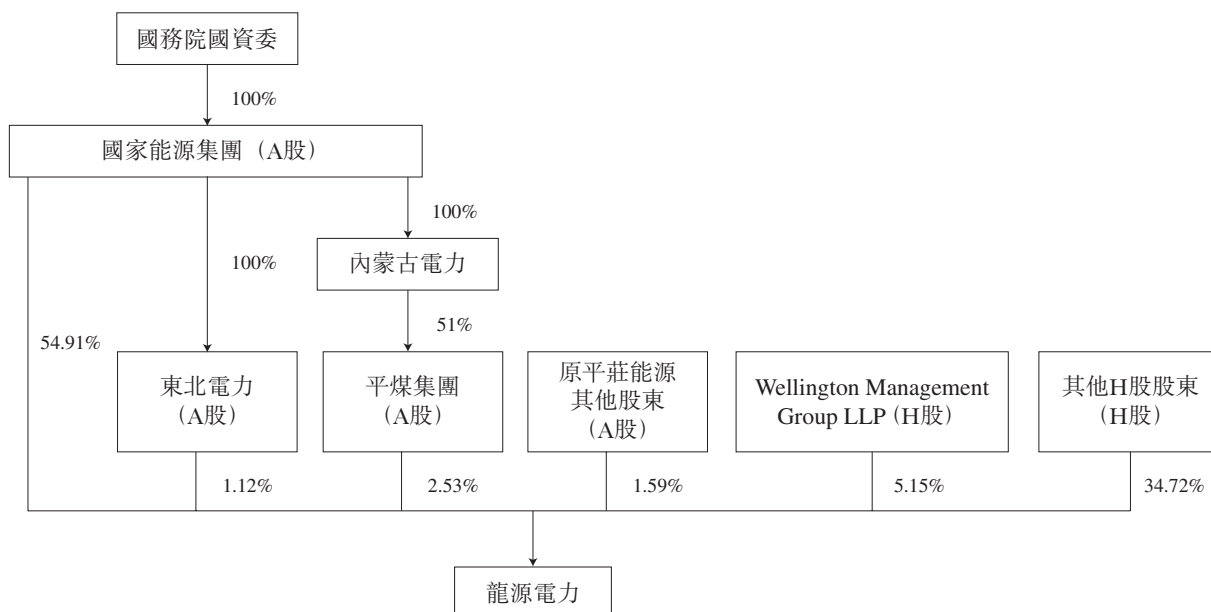 國務院國資委
100%
國家能源集團（A股）
100%
內蒙古電力
100%
51%
54.91%
東北電力
（A股）
平煤集團
（A股）
原平莊能源
其他股東
（A股）
Wellington Management
Group LLP（H股）
其他H股股東
（H股）
1.12%
2.53%
1.59%
5.15%
34.72%
龍源電力